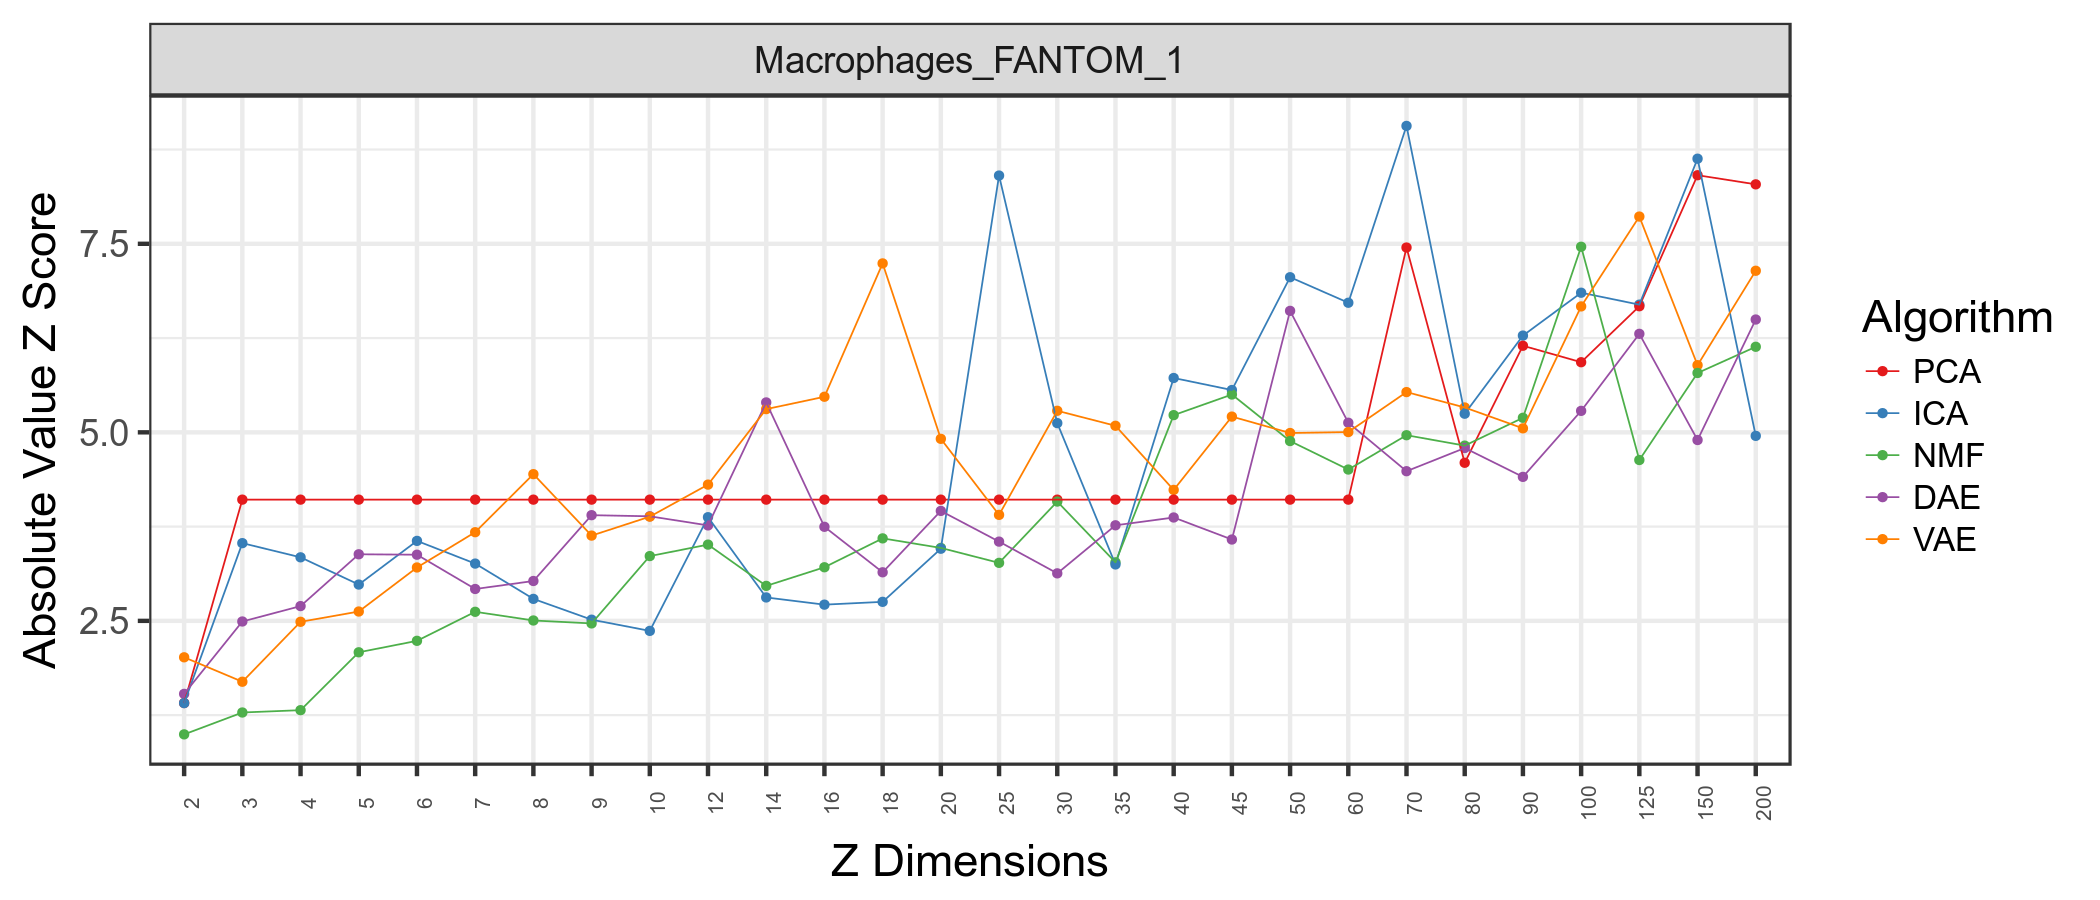 Macrophages_FANTOM_1
Absolute Value Z Score
7.5
5.0
2.5
2 3 4 5 6 7 8 9 10 12 14 16 18 20 25 30 35 40 45 50 60 70 80 90 100 125 150 200
Z Dimensions
Algorithm
PCA
ICA
NMF
DAE
VAE